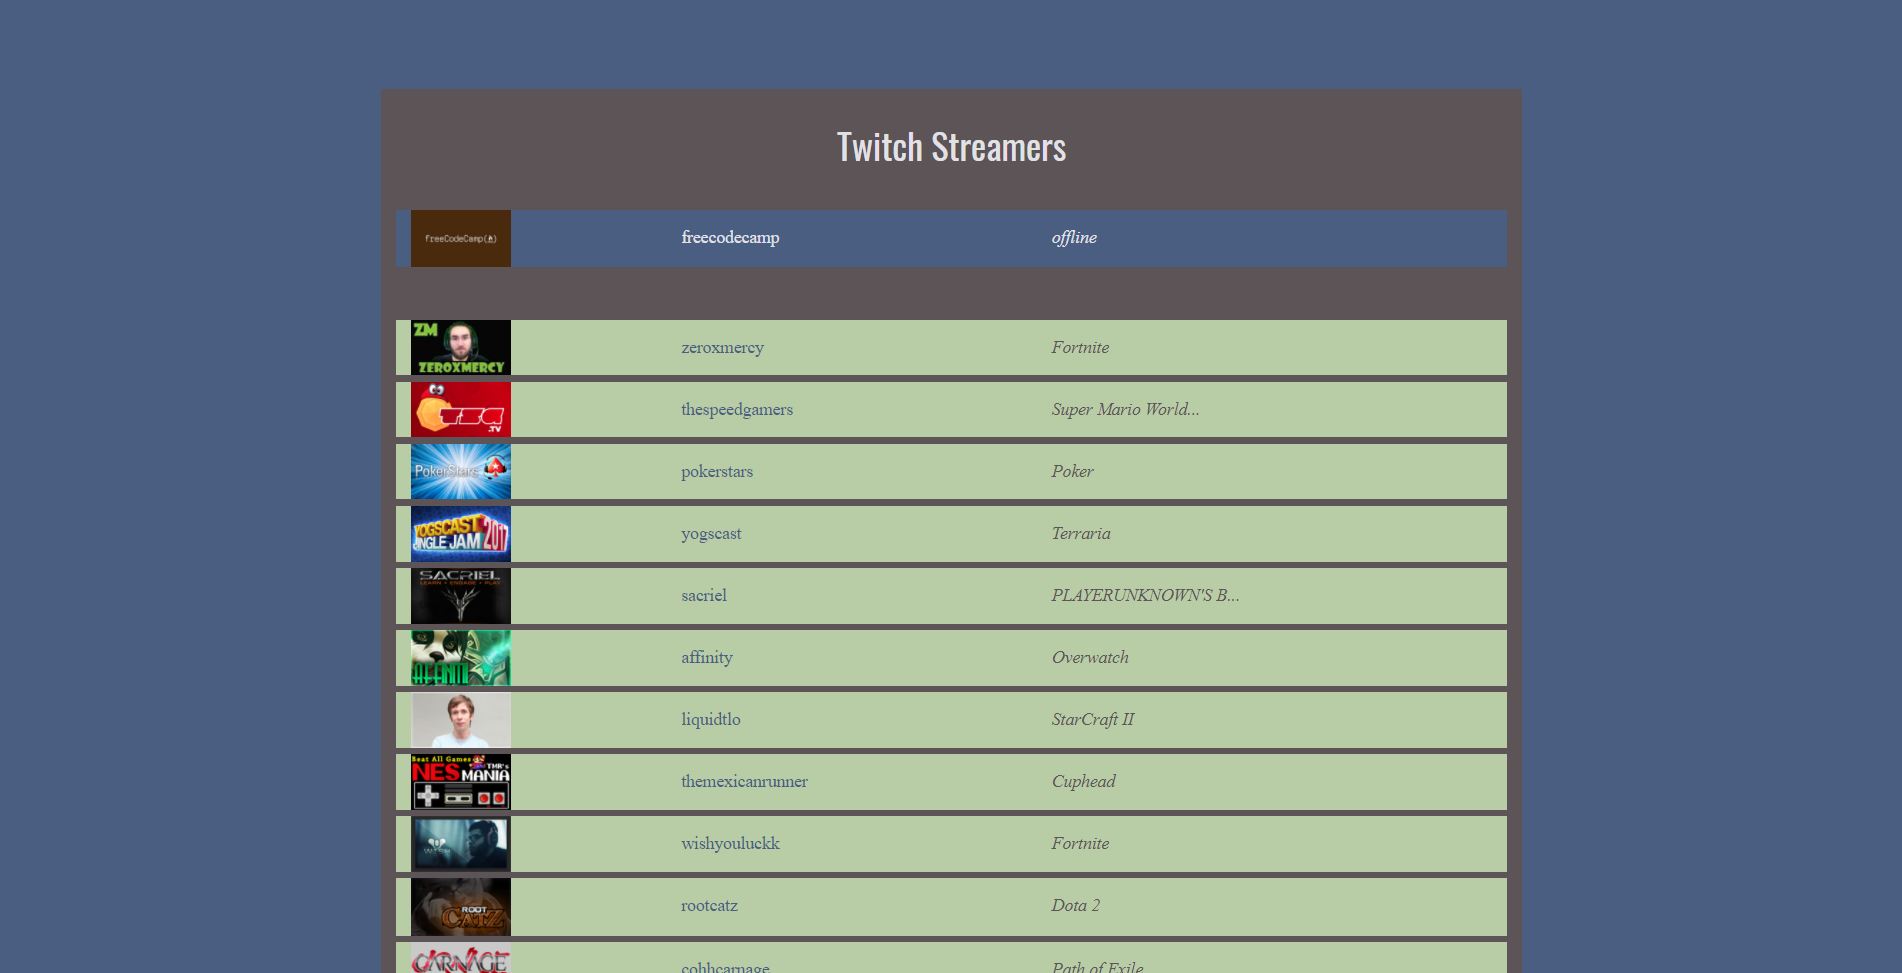 Twitch Streamers
freeCodeCamp(🔥) freecodecamp offline
ZM
ZEROXMERCY
zeroxmercy Fortnite
TSG
.TV
thespeedgamers Super Mario World...
PokerStars pokerstars Poker
YOGSCAST
JINGLE JAM 2017
yogscast Terraria
SACRIEL
LEARN • ENGAGE • PLAY
sacriel PLAYERUNKNOWN'S B...
AFFINITI
affinity Overwatch
liquidtlo StarCraft II
Beat All Games
TMR's
NES MANIA
themexicanrunner Cuphead
WISH
wishyouluckk Fortnite
ROOT
CATZ
rootcatz Dota 2
CARNAGE
cohhcarnage Path of Exile